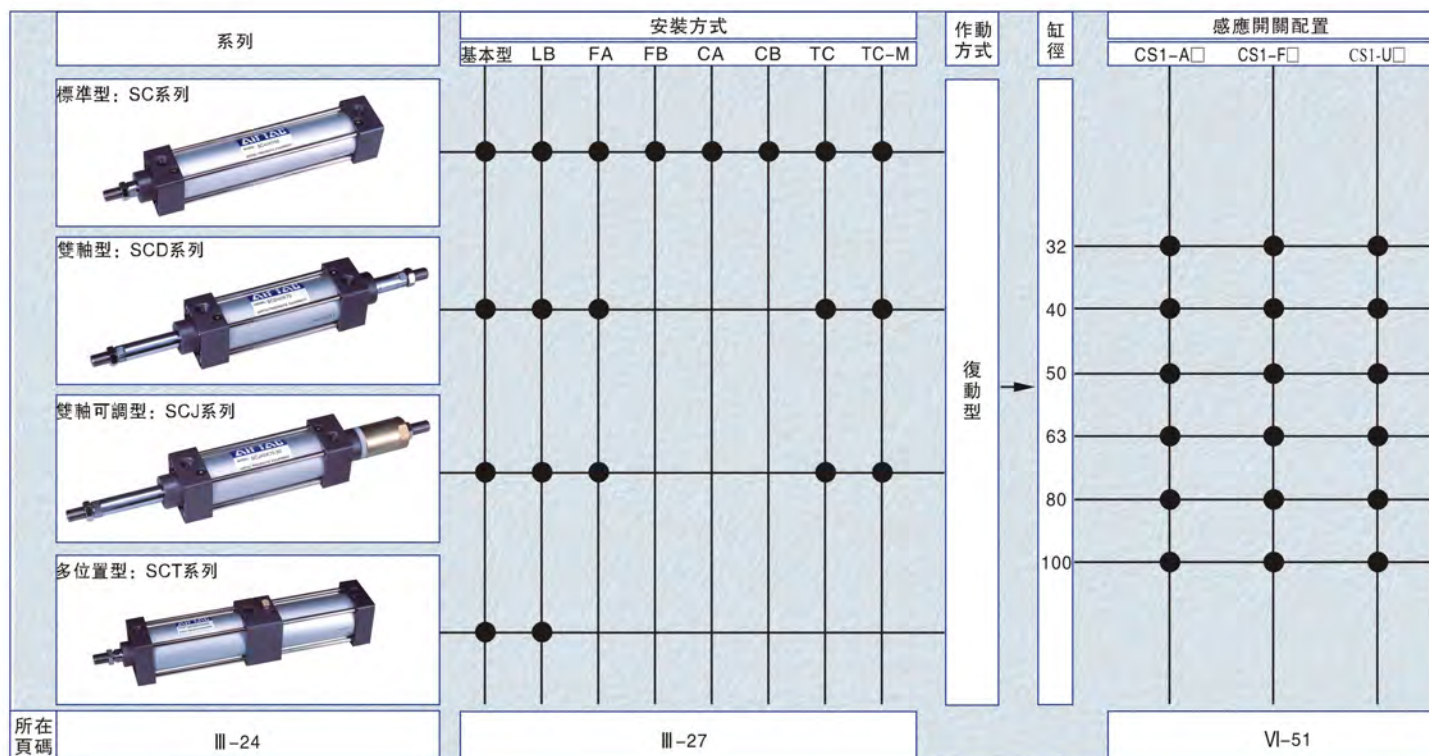 系列
安裝方式
基本型 LB FA FB CA CB TC TC-M
作動
方式
缸
徑
感應開關配置
CS1-A□ CS1-F□ CS1-U□
標準型：SC系列
AirTAC
雙軸型：SCD系列
AirTAC
雙軸可調型：SCJ系列
AirTAC
多位置型：SCT系列
復
動
型
32
40
50
63
80
100
所在
頁碼
Ⅲ-24
Ⅲ-27
Ⅵ-51